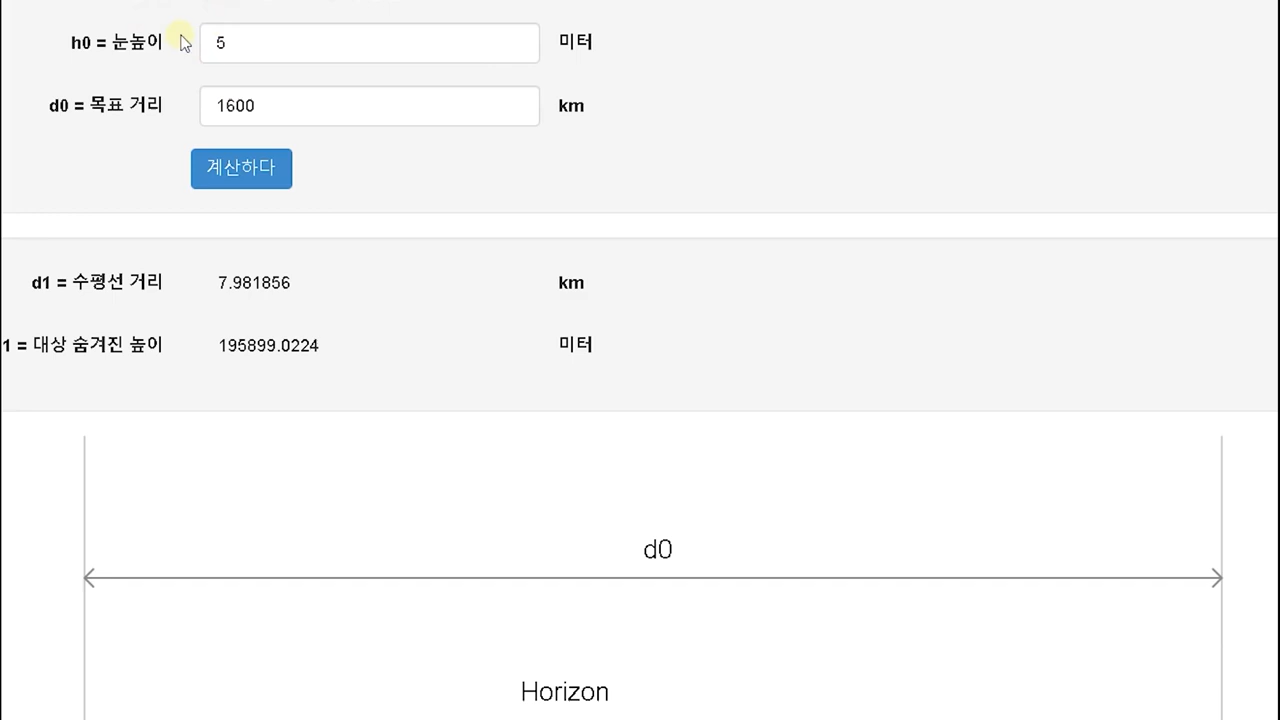 h0 = 눈높이 5 미터
d0 = 목표 거리 1600 km
계산하다
d1 = 수평선 거리 7.981856 km
1 = 대상 숨겨진 높이 195899.0224 미터
d0
Horizon